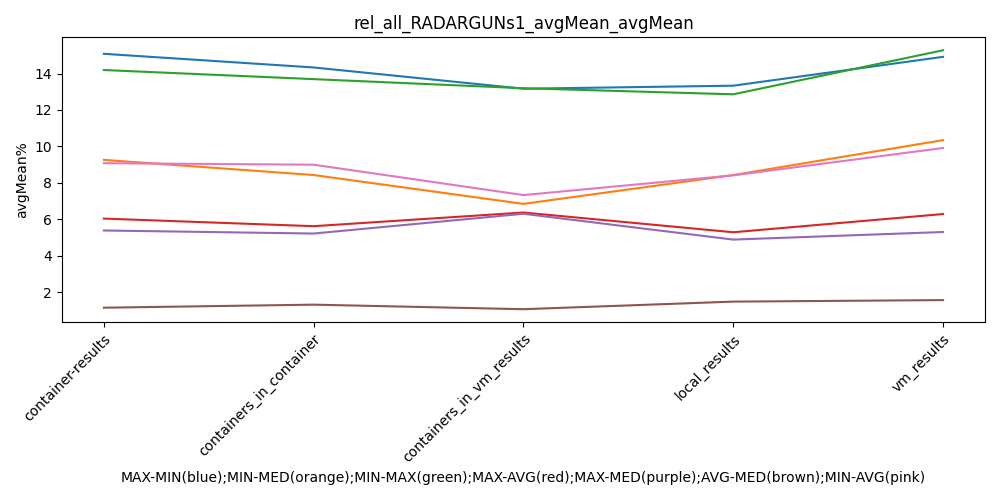 rel_all_RADARGUNs1_avgMean_avgMean
avgMean%
14
12
10
8
6
4
2
container-results
containers_in_container
containers_in_vm_results
local_results
vm_results
MAX-MIN(blue);MIN-MED(orange);MIN-MAX(green);MAX-AVG(red);MAX-MED(purple);AVG-MED(brown);MIN-AVG(pink)